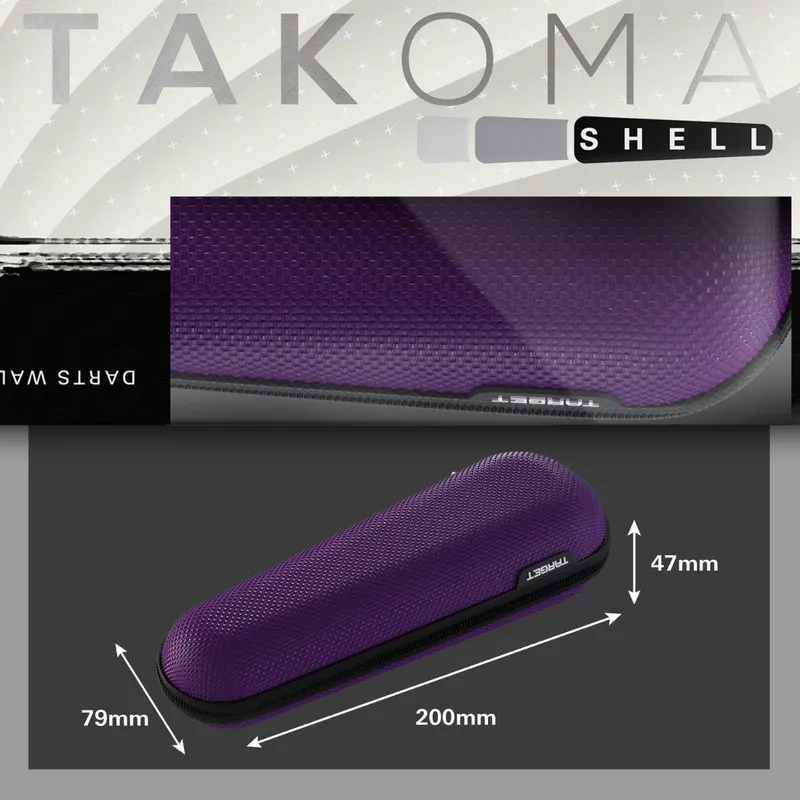 TAKOMA
SHELL
DARTS WAL
TARGET
TARGET
47mm
79mm
200mm